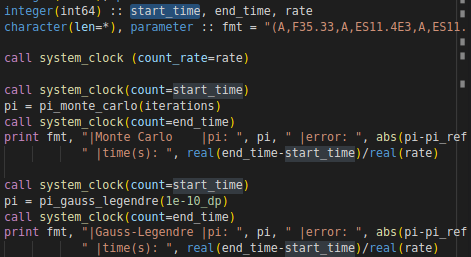 integer(int64) :: start_time, end_time, rate
character(len=*), parameter :: fmt = "(A,F35.33,A,ES11.4E3,A,ES11.
call system_clock (count_rate=rate)
call system_clock(count=start_time)
pi = pi_monte_carlo(iterations)
call system_clock(count=end_time)
print fmt, "|Monte Carlo    |pi: ", pi, " |error: ", abs(pi-pi_ref
" |time(s): ", real(end_time-start_time)/real(rate)
call system_clock(count=start_time)
pi = pi_gauss_legendre(1e-10_dp)
call system_clock(count=end_time)
print fmt, "|Gauss-Legendre |pi: ", pi, " |error: ", abs(pi-pi_ref
" |time(s): ", real(end_time-start_time)/real(rate)